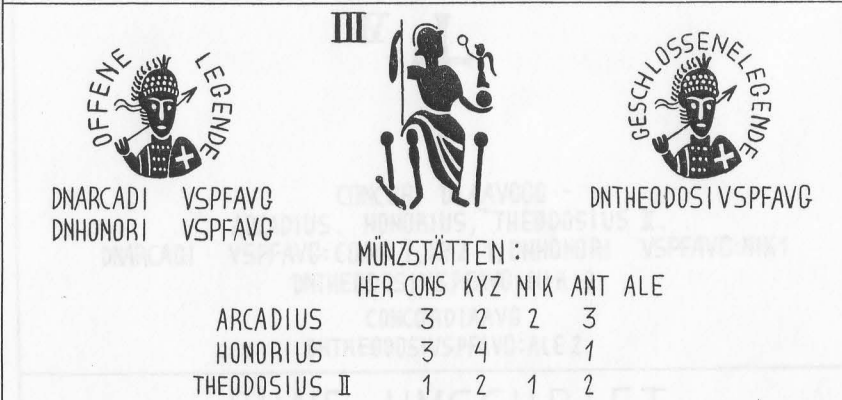 III
OFFENE LEGENDE
GESCHLOSSENE LEGENDE
DNARCADI VSPFAVG
DNHONORI VSPFAVG
DNTHEODOSIVSPFAVG
MÜNZSTÄTTEN:
HER CONS KYZ NIK ANT ALE
ARCADIUS 3 2 2 3
HONORIUS 3 4 1
THEODOSIUS II 1 2 1 2